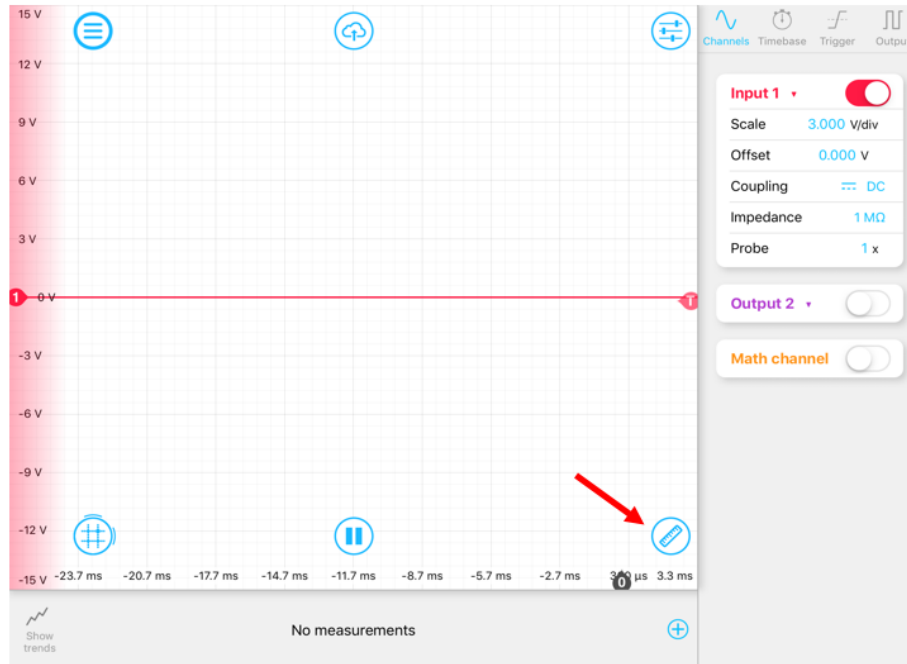 15 V
Channels Timebase Trigger Outpu
12 V
Input 1
9 V
Scale 3.000 V/div
Offset 0.000 V
6 V
Coupling DC
Impedance 1 MΩ
3 V
Probe 1 x
1 0 V
T
Output 2
-3 V
Math channel
-6 V
-9 V
-12 V
-15 V -23.7 ms -20.7 ms -17.7 ms -14.7 ms -11.7 ms -8.7 ms -5.7 ms -2.7 ms µs 3.3 ms
0
Show
trends
No measurements